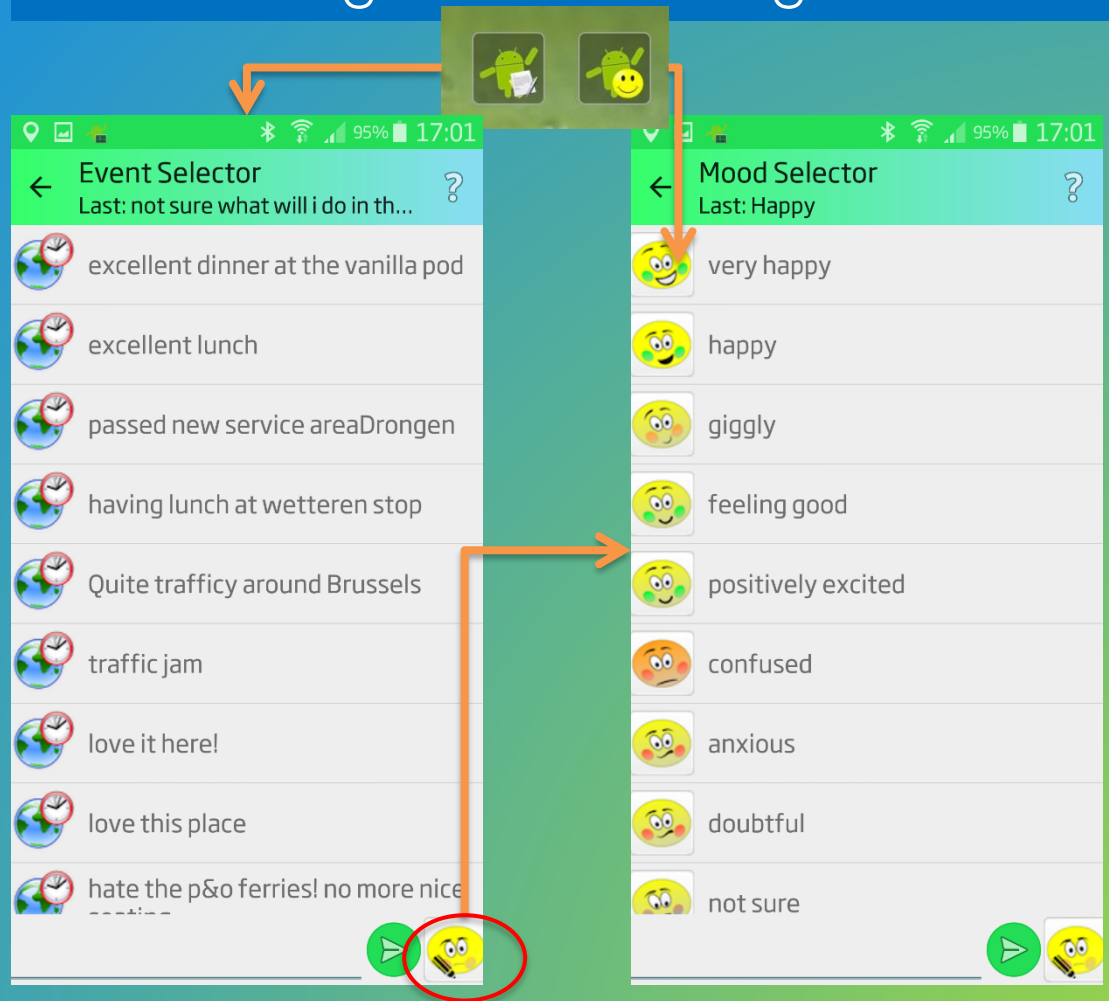 95% 17:01
Event Selector
Last: not sure what will i do in th...
?
excellent dinner at the vanilla pod
excellent lunch
passed new service areaDrongen
having lunch at wetteren stop
Quite trafficy around Brussels
traffic jam
love it here!
love this place
hate the p&o ferries! no more nice
95% 17:01
Mood Selector
Last: Happy
?
very happy
happy
giggly
feeling good
positively excited
confused
anxious
doubtful
not sure